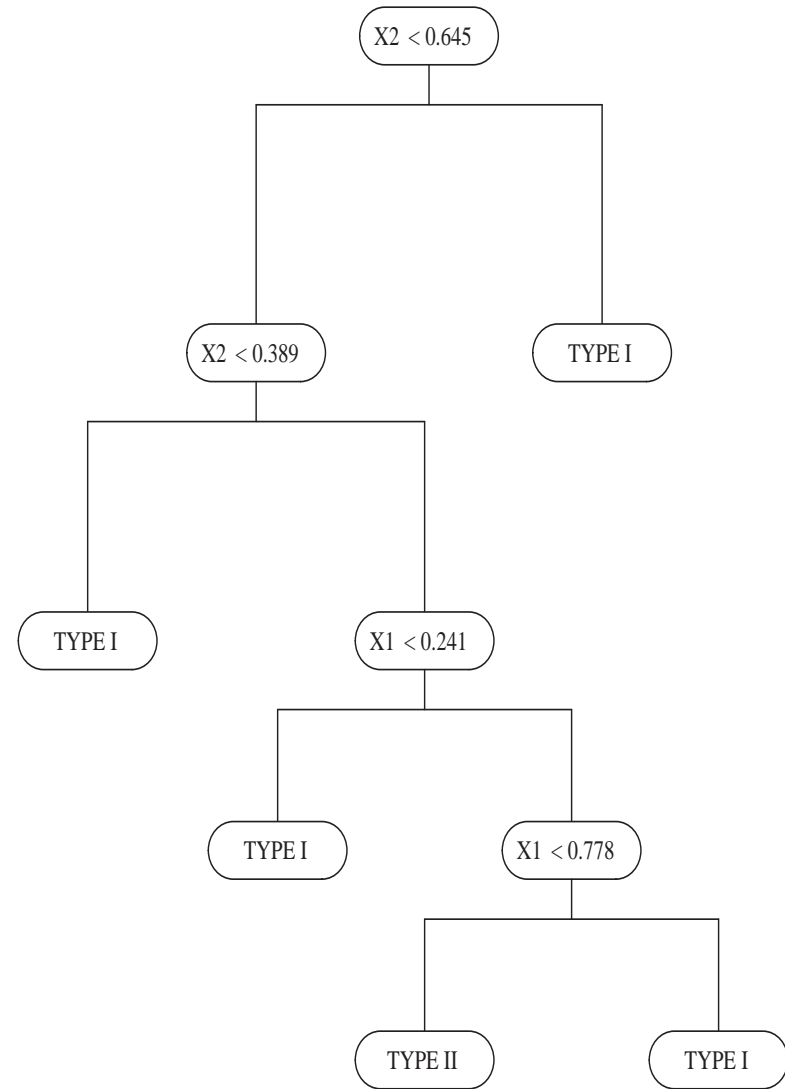 X2 < 0.645
X2 < 0.389
TYPE I
TYPE I
X1 < 0.241
TYPE I
X1 < 0.778
TYPE II
TYPE I